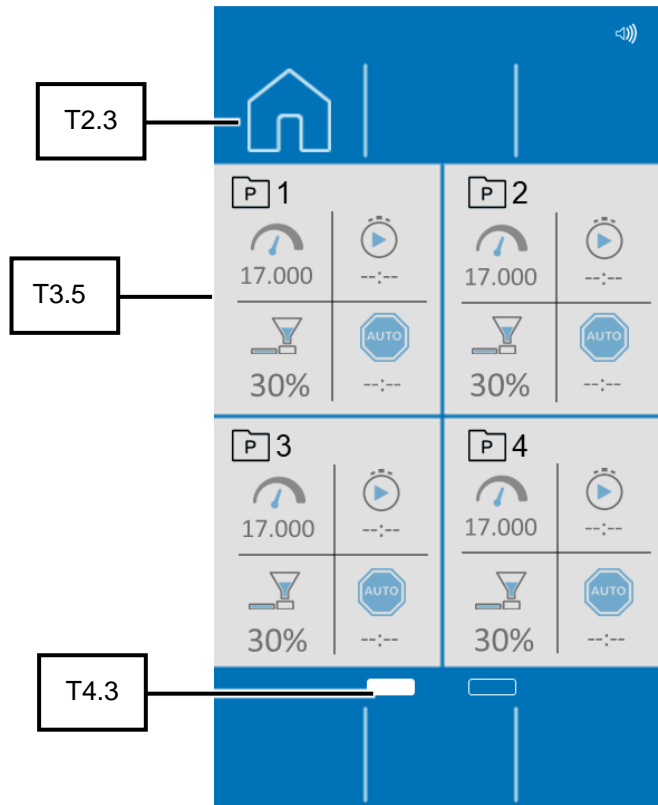 T2.3
P 1
P 2
17.000 --:--
17.000 --:--
T3.5
AUTO
AUTO
30% --:--
30% --:--
P 3
P 4
17.000 --:--
17.000 --:--
AUTO
AUTO
30% --:--
30% --:--
T4.3